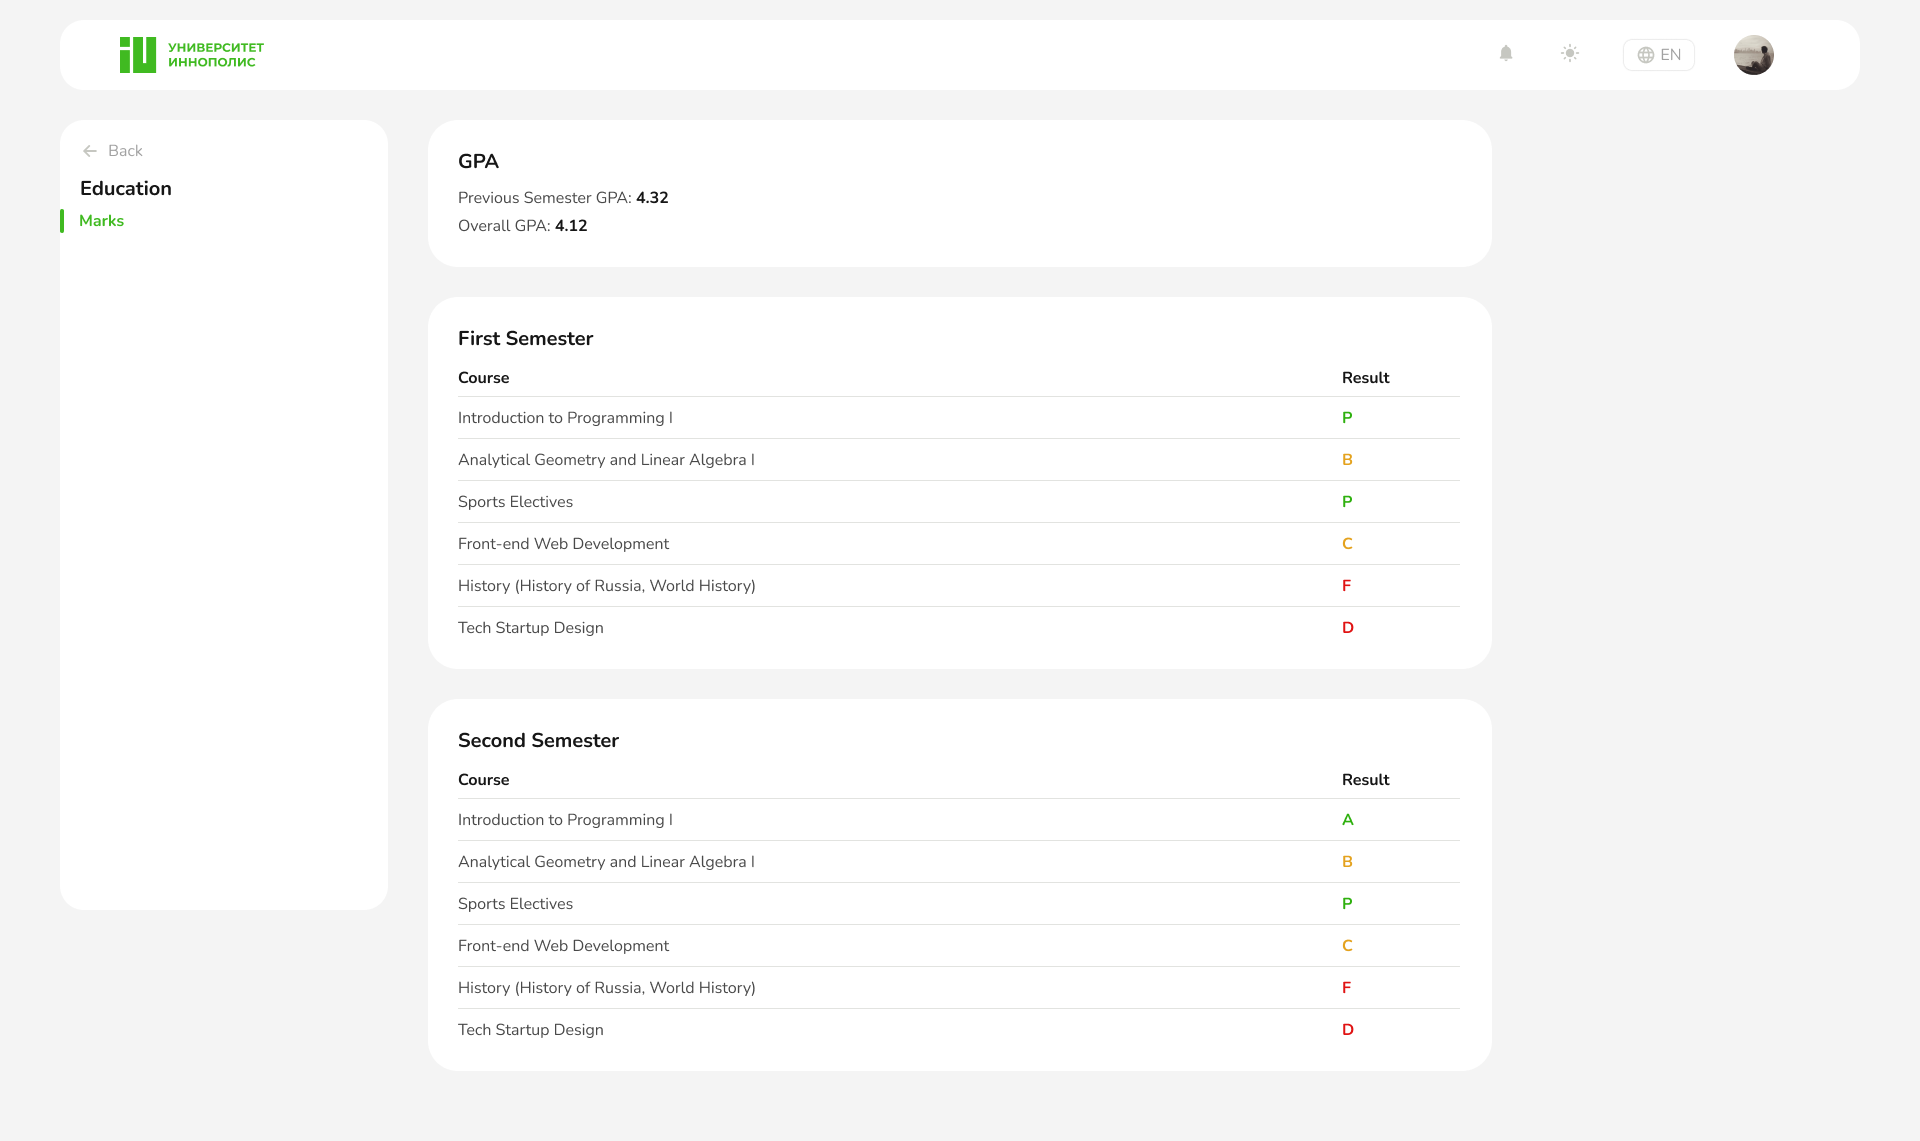 УНИВЕРСИТЕТ
ИННОПОЛИС
EN
Back
Education
Marks
GPA
Previous Semester GPA: 4.32
Overall GPA: 4.12
First Semester
Course Result
Introduction to Programming I P
Analytical Geometry and Linear Algebra I B
Sports Electives P
Front-end Web Development C
History (History of Russia, World History) F
Tech Startup Design D
Second Semester
Course Result
Introduction to Programming I A
Analytical Geometry and Linear Algebra I B
Sports Electives P
Front-end Web Development C
History (History of Russia, World History) F
Tech Startup Design D